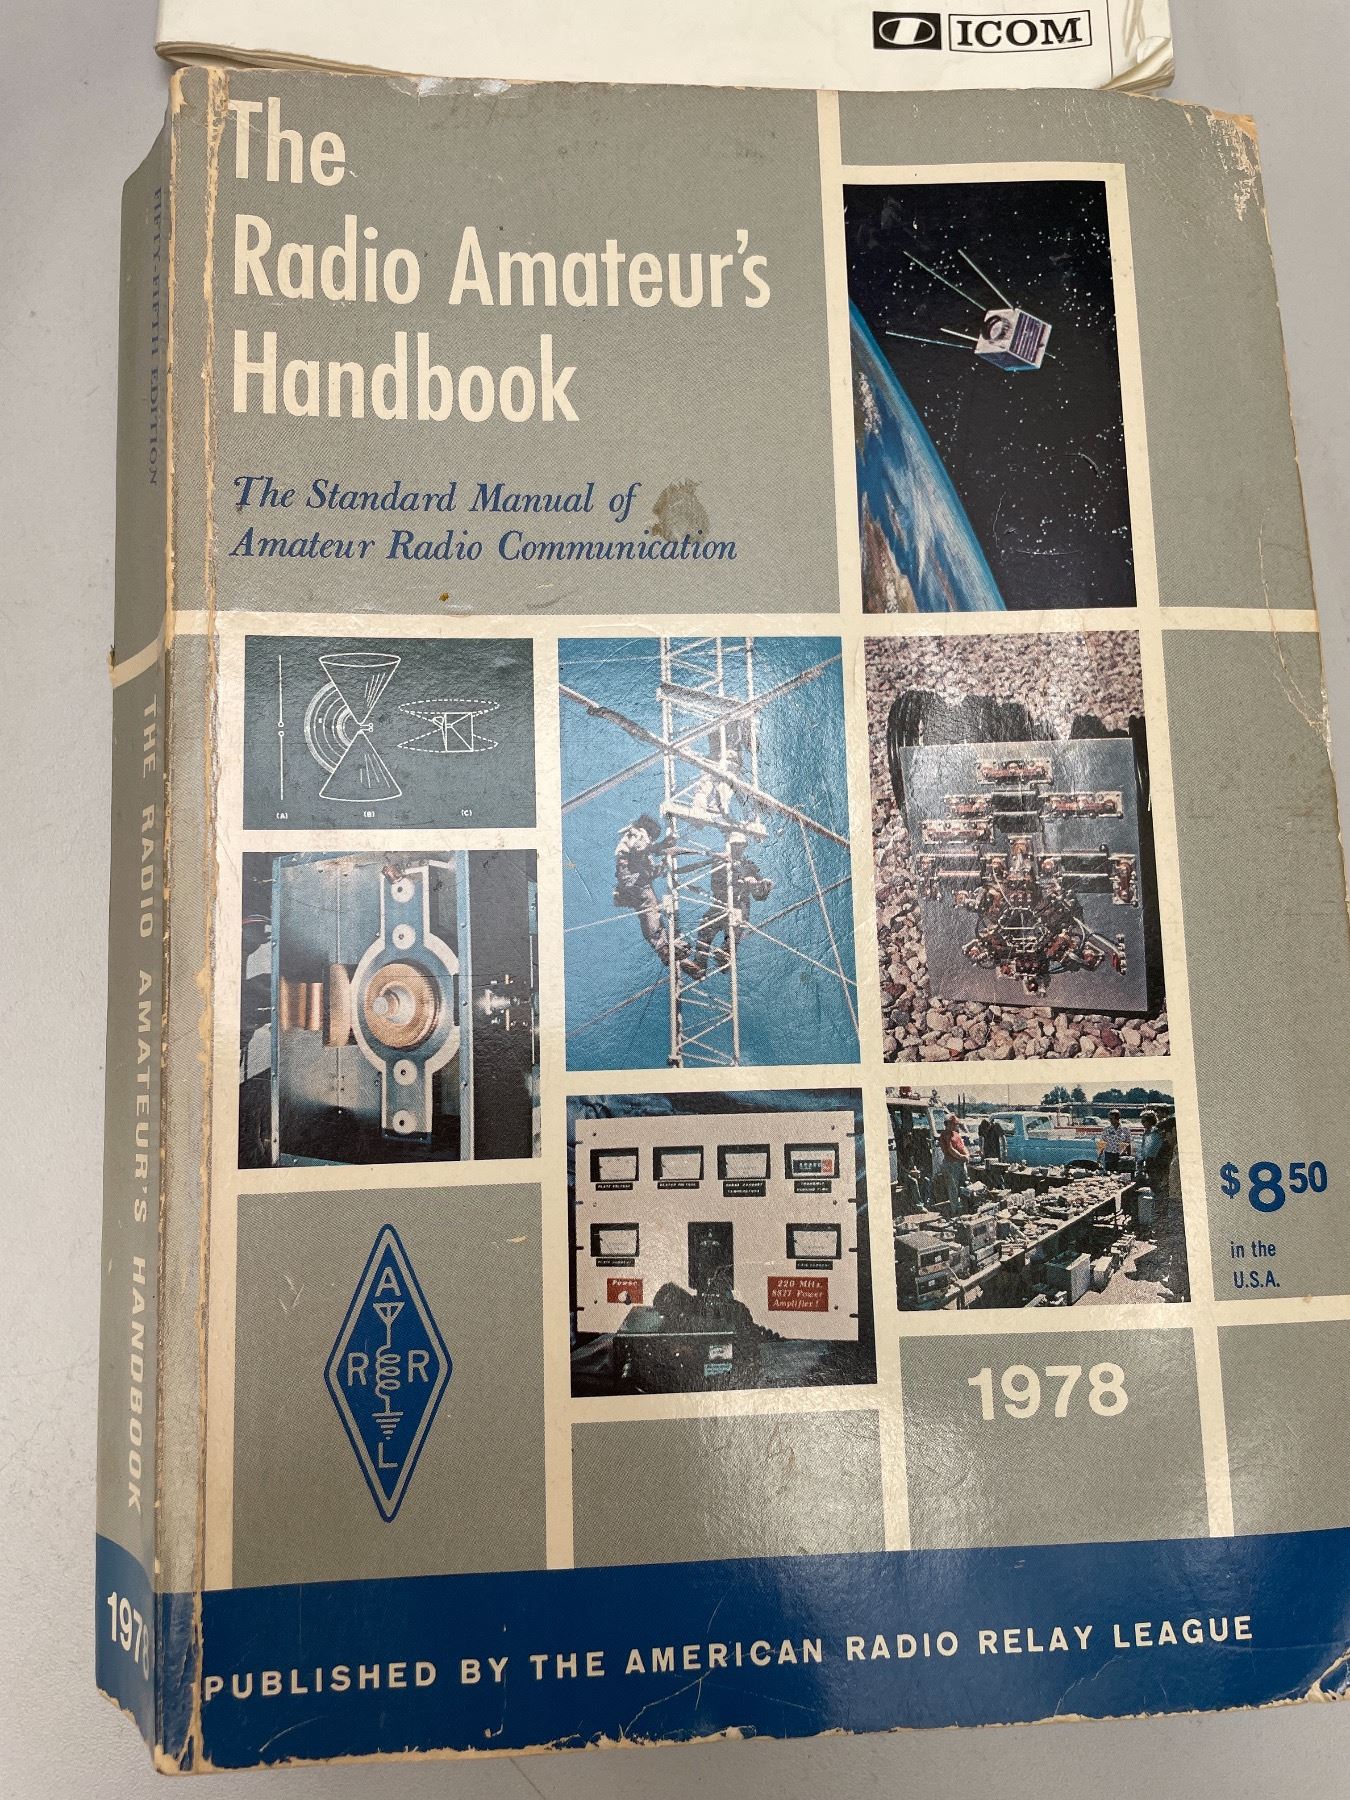 ICOM
The
Radio Amateur's
Handbook
The Standard Manual of
Amateur Radio Communication
FIFTY-FIFTH EDITION
THE RADIO AMATEUR'S HANDBOOK
1978
(A) (B) (C)
Power
220 MHz.
8877 Power
Amplifier!
$8.50
in the
U.S.A.
A
R R
L
1978
PUBLISHED BY THE AMERICAN RADIO RELAY LEAGUE